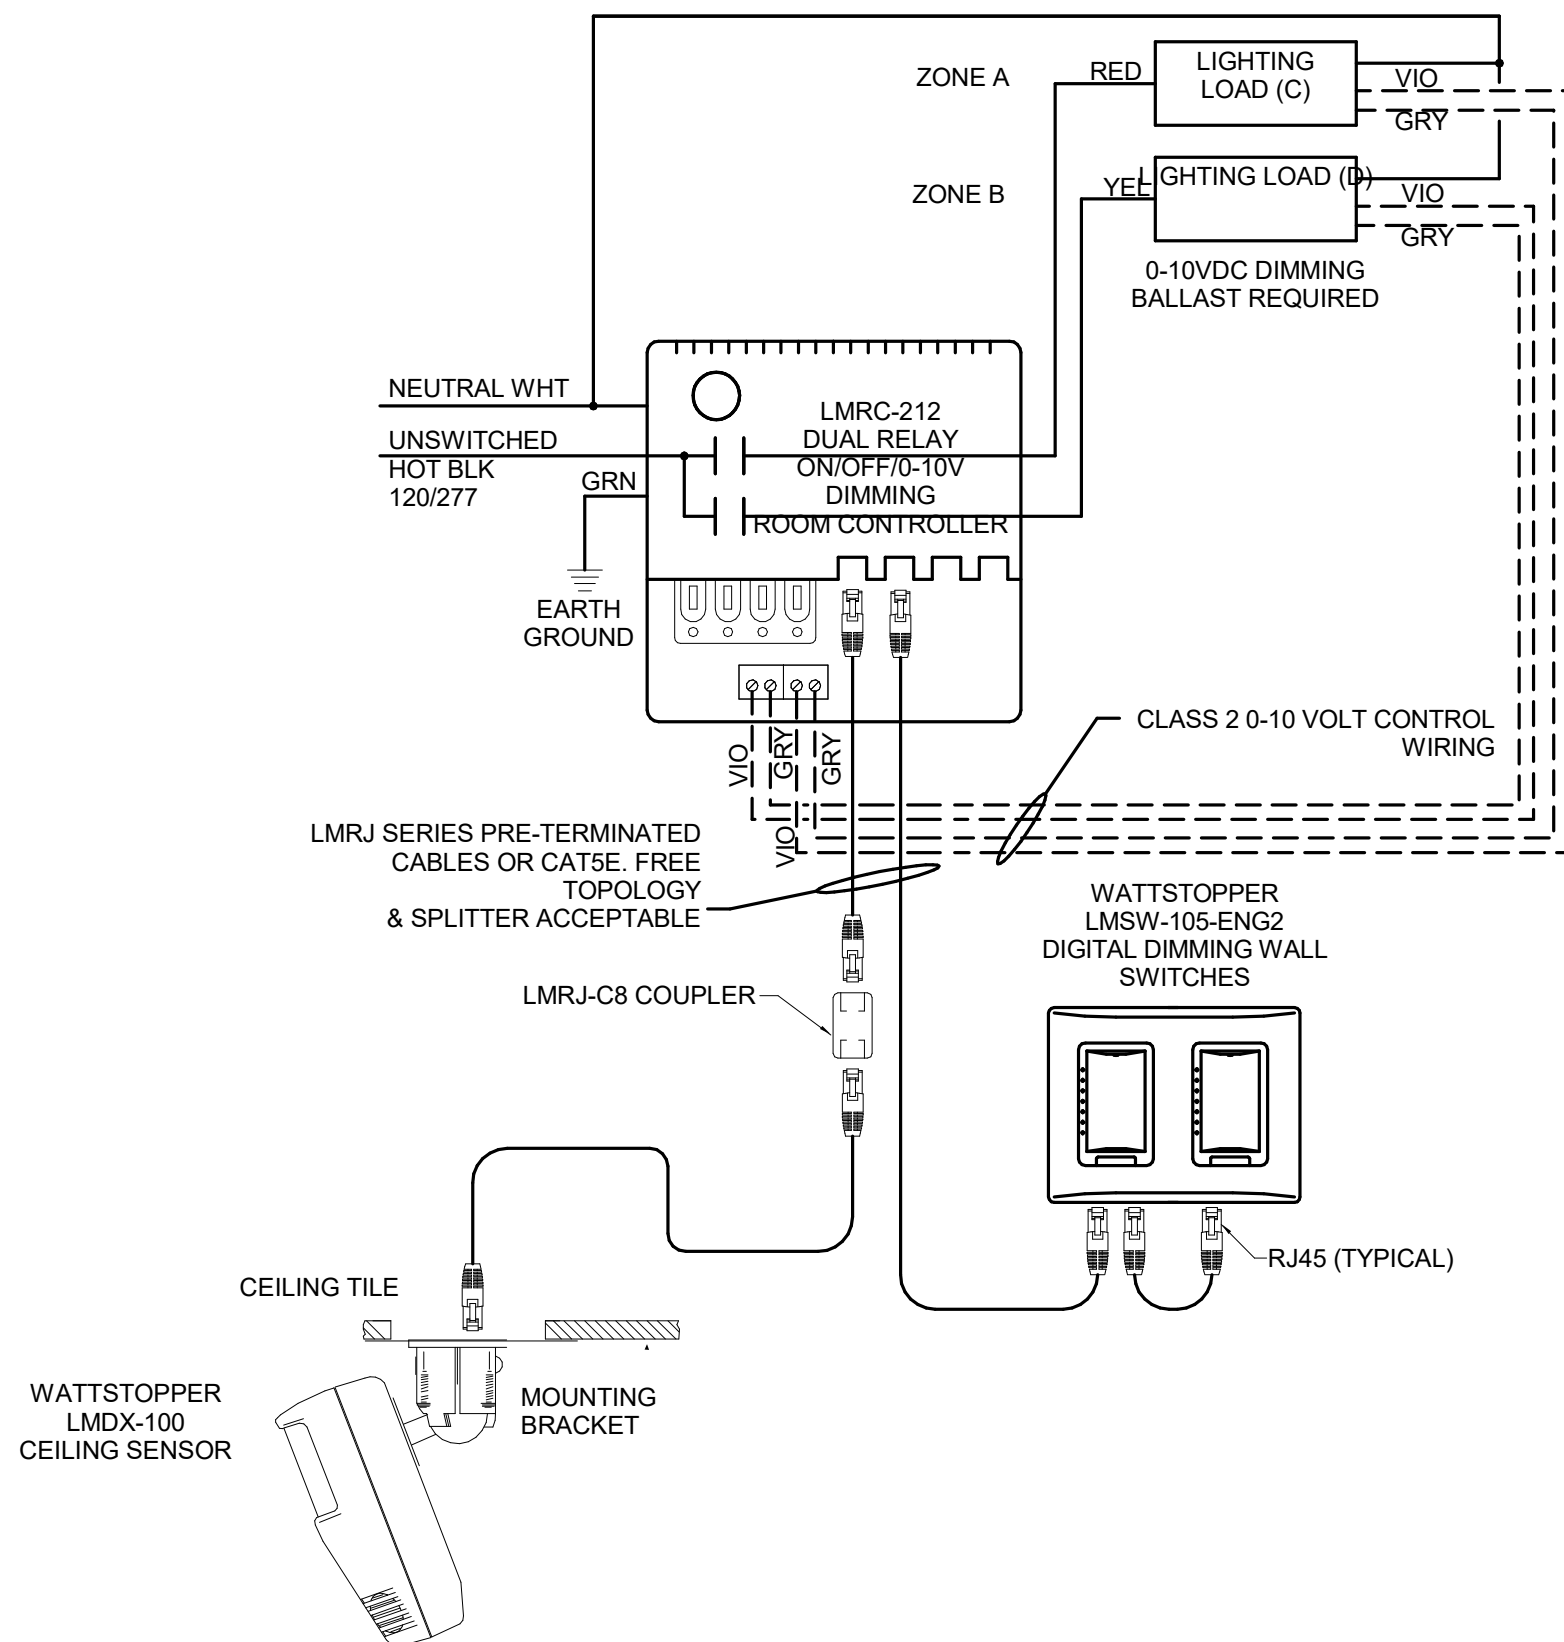 ZONE A
RED
LIGHTING
LOAD (C)
VIO
GRY
ZONE B
YEL
LIGHTING LOAD (D)
VIO
GRY
0-10VDC DIMMING
BALLAST REQUIRED
NEUTRAL WHT
UNSWITCHED
HOT BLK
120/277
GRN
EARTH
GROUND
LMRC-212
DUAL RELAY
ON/OFF/0-10V
DIMMING
ROOM CONTROLLER
CLASS 2 0-10 VOLT CONTROL
WIRING
VIO
GRY
VIO
GRY
LMRJ SERIES PRE-TERMINATED
CABLES OR CAT5E. FREE
TOPOLOGY
& SPLITTER ACCEPTABLE
WATTSTOPPER
LMSW-105-ENG2
DIGITAL DIMMING WALL
SWITCHES
LMRJ-C8 COUPLER
RJ45 (TYPICAL)
CEILING TILE
MOUNTING
BRACKET
WATTSTOPPER
LMDX-100
CEILING SENSOR